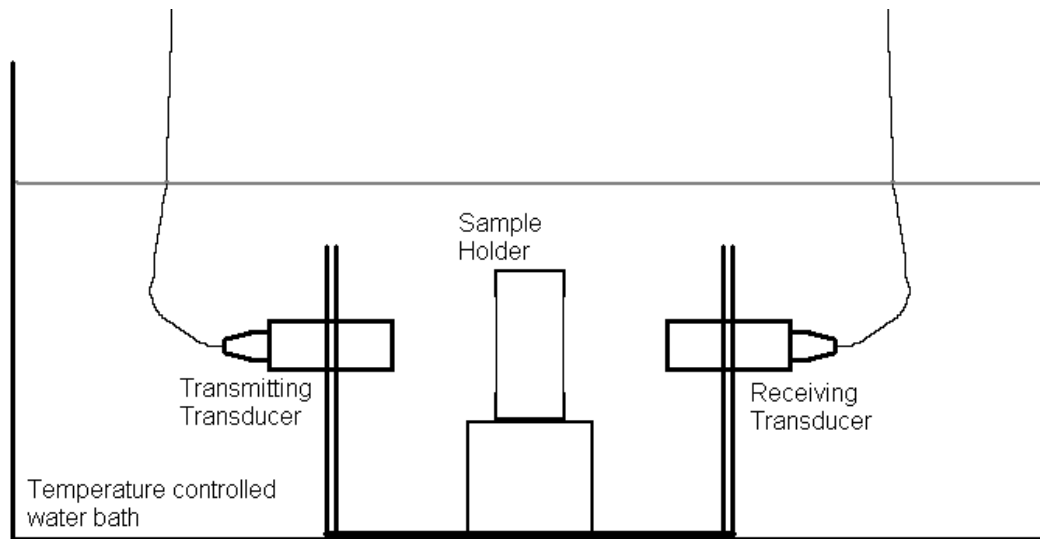 Sample
Holder
Transmitting
Transducer
Receiving
Transducer
Temperature controlled
water bath